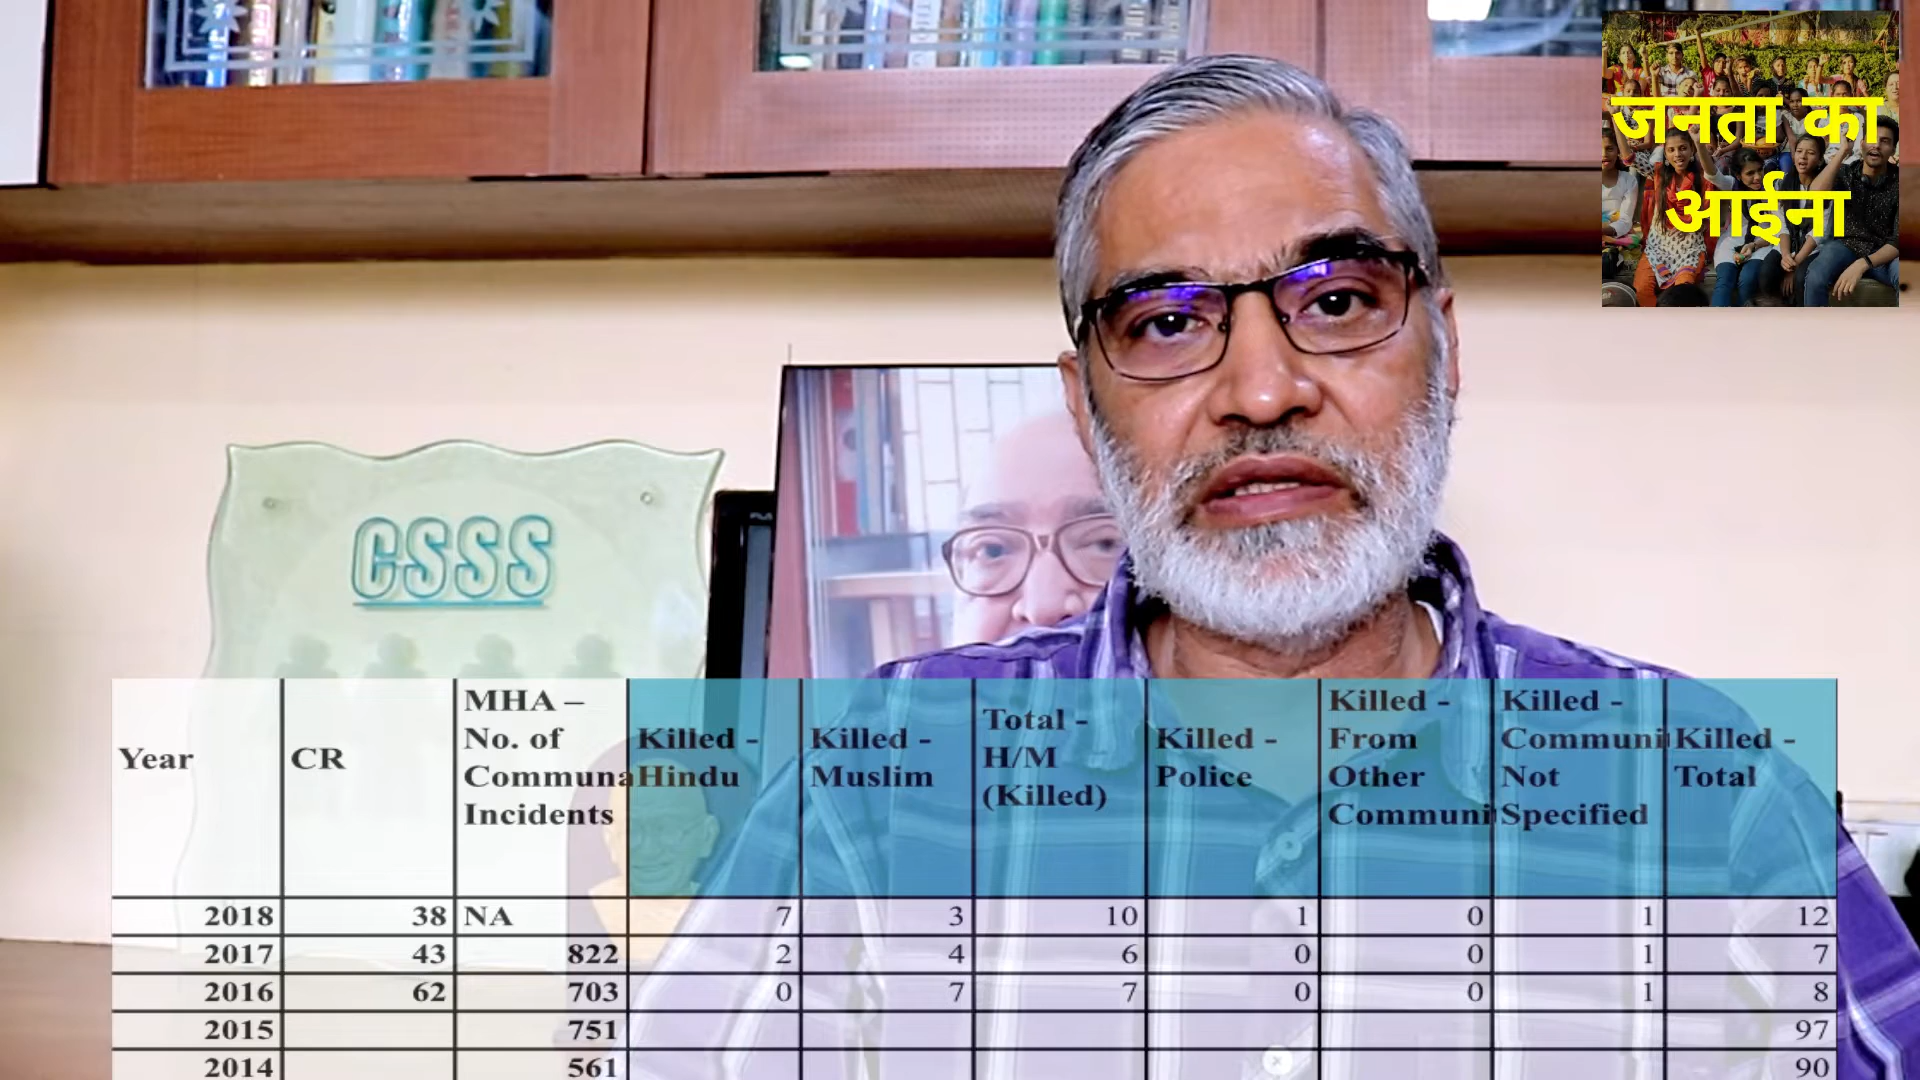 जनता का
आईना
CSSS
Year
CR
MHA –
No. of
Communa
Incidents
Killed -
Hindu
Killed -
Muslim
Total -
H/M
(Killed)
Killed -
Police
Killed -
From
Other
Communi
Killed -
Communi
Not
Specified
Killed -
Total
2018 38 NA 7 3 10 1 0 1 12
2017 43 822 2 4 6 0 0 1 7
2016 62 703 0 7 7 0 0 1 8
2015 751 97
2014 561 90